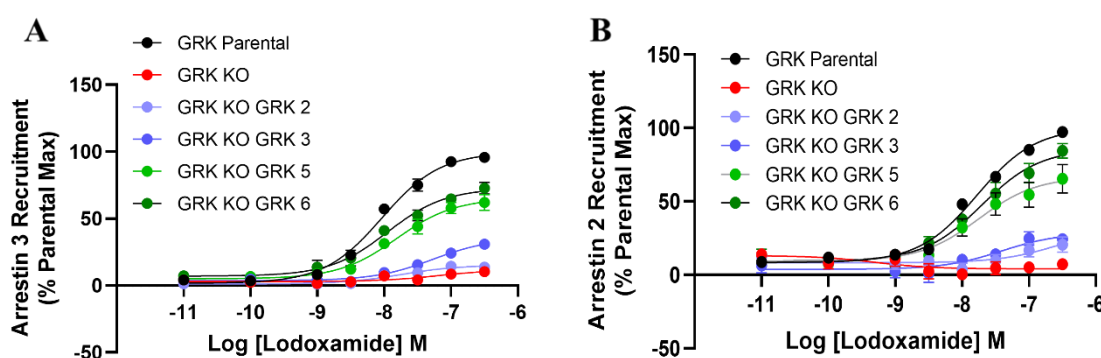 A
GRK Parental
GRK KO
GRK KO GRK 2
GRK KO GRK 3
GRK KO GRK 5
GRK KO GRK 6
Arrestin 3 Recruitment
(% Parental Max)
150
100
50
0
-50
-11 -10 -9 -8 -7 -6
Log [Lodoxamide] M
B
GRK Parental
GRK KO
GRK KO GRK 2
GRK KO GRK 3
GRK KO GRK 5
GRK KO GRK 6
Arrestin 2 Recruitment
(% Parental Max)
150
100
50
0
-50
-11 -10 -9 -8 -7 -6
Log [Lodoxamide] M